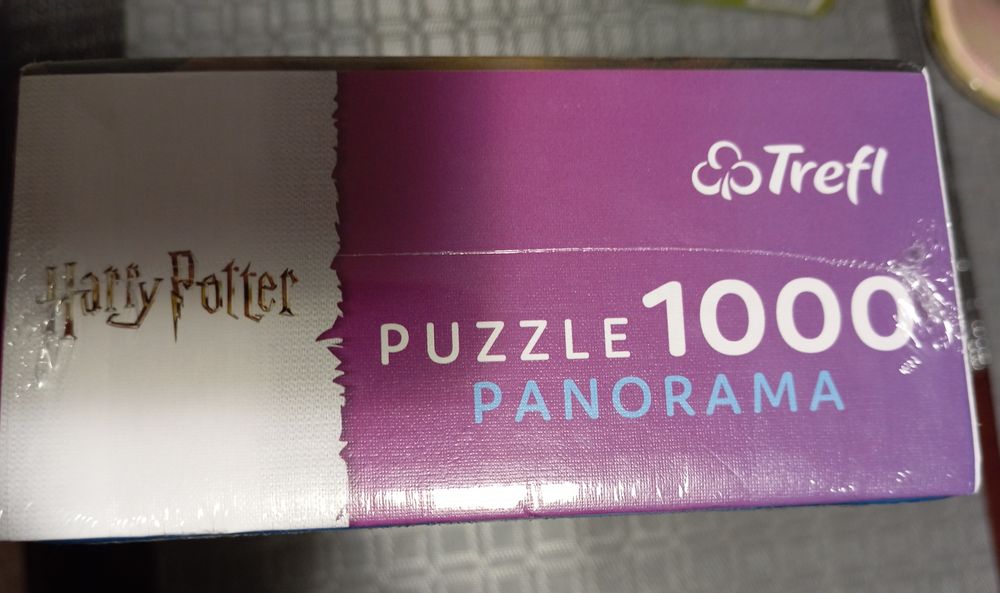 Harry Potter
Trefl
PUZZLE 1000
PANORAMA